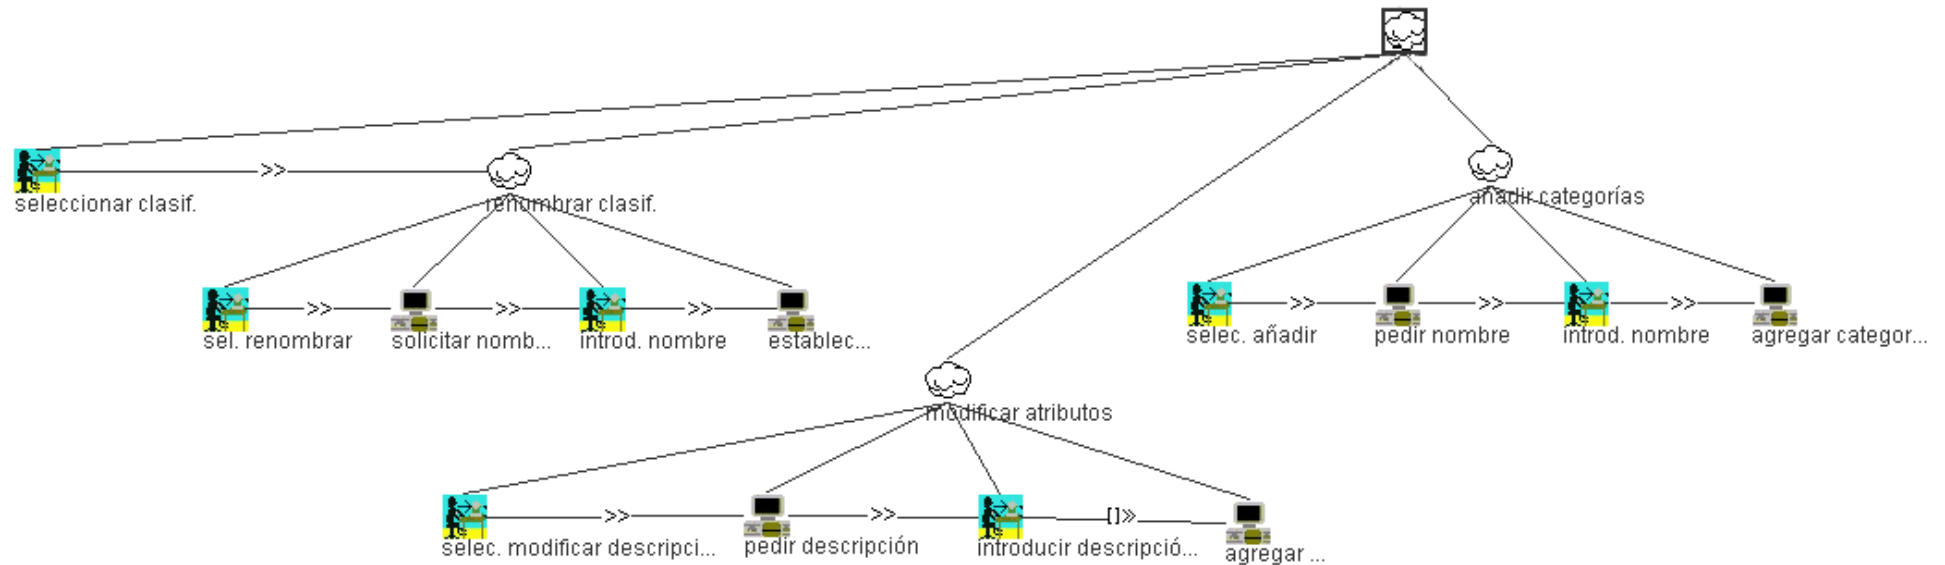 >>
seleccionar clasif.
renombrar clasif.
añadir categorías
>>
>>
>>
sel. renombrar
solicitar nomb...
introd. nombre
establec...
>>
>>
>>
selec. añadir
pedir nombre
introd. nombre
agregar categor...
modificar atributos
>>
>>
[]>>
selec. modificar descripci...
pedir descripción
introducir descripció...
agregar ...